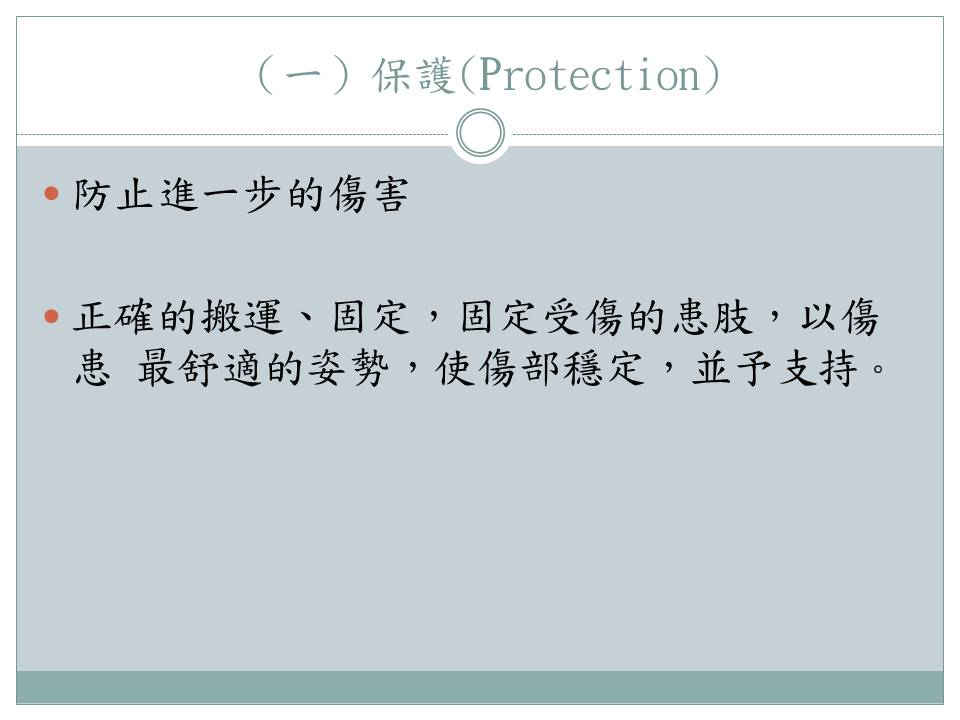 （一）保護(Protection)
防止進一步的傷害
正確的搬運、固定，固定受傷的患肢，以傷
患 最舒適的姿勢，使傷部穩定，並予支持。